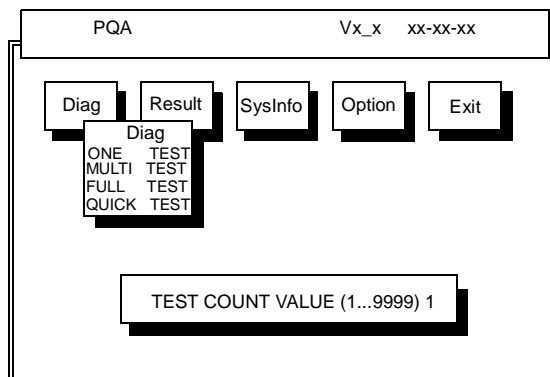 PQA Vx_x xx-xx-xx
Diag Result SysInfo Option Exit
Diag
ONE TEST
MULTI TEST
FULL TEST
QUICK TEST
TEST COUNT VALUE (1...9999) 1